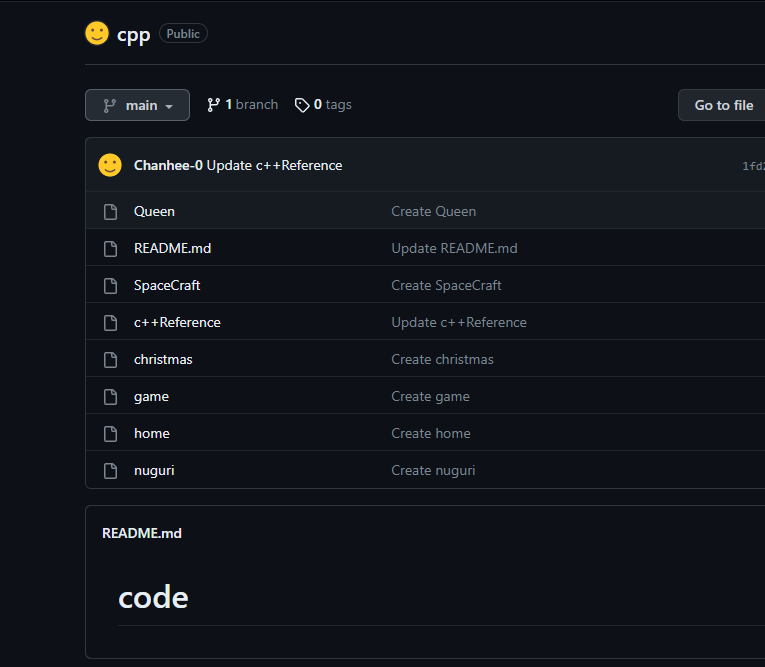 cpp Public
main 1 branch 0 tags Go to file
Chanhee-0 Update c++Reference
Queen Create Queen
README.md Update README.md
SpaceCraft Create SpaceCraft
c++Reference Update c++Reference
christmas Create christmas
game Create game
home Create home
nuguri Create nuguri
README.md
code